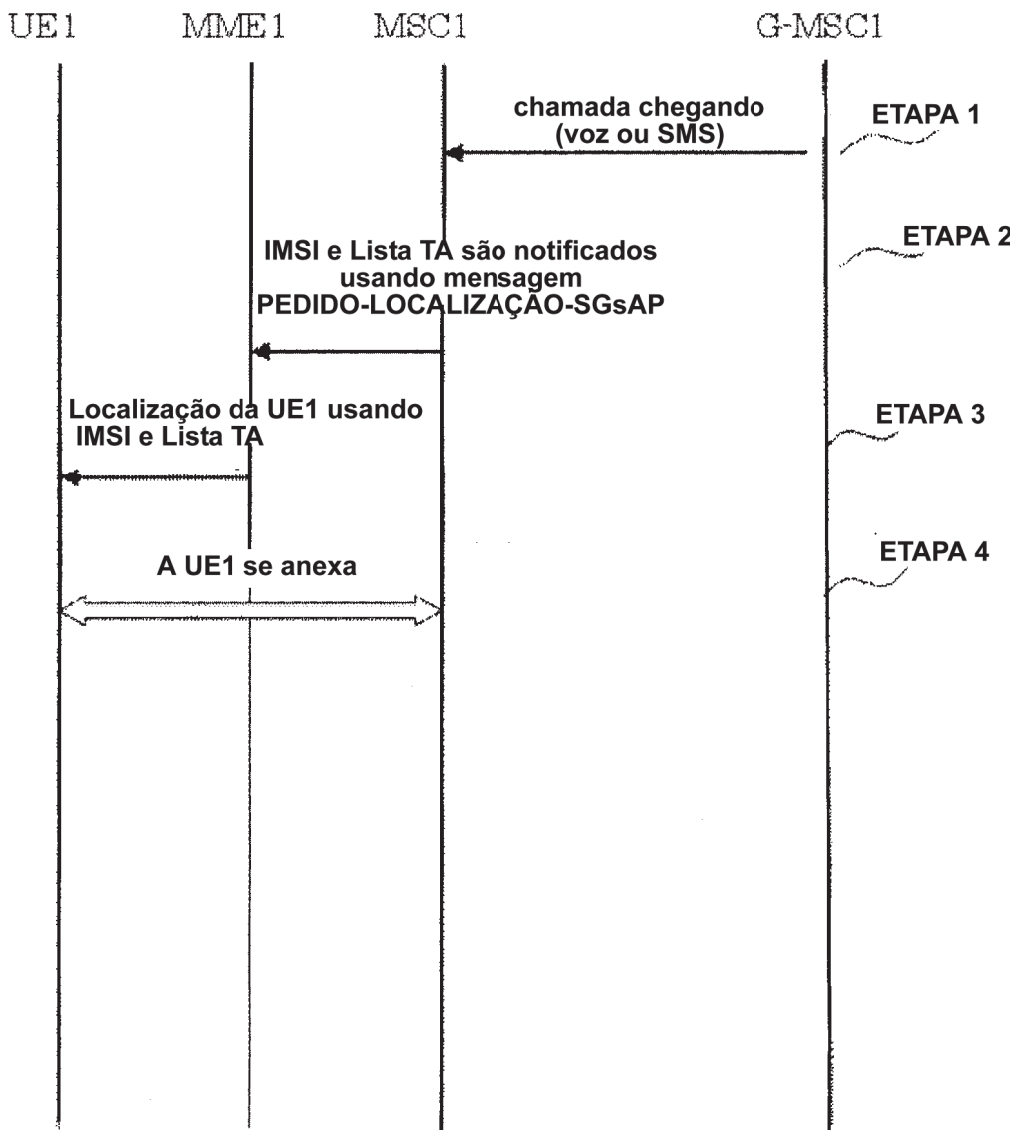 UE1 MME1 MSC1 G-MSC1
chamada chegando
(voz ou SMS)
ETAPA 1
ETAPA 2
IMSI e Lista TA são notificados
usando mensagem
PEDIDO-LOCALIZAÇÃO-SGsAP
Localização da UE1 usando
IMSI e Lista TA
ETAPA 3
A UE1 se anexa
ETAPA 4